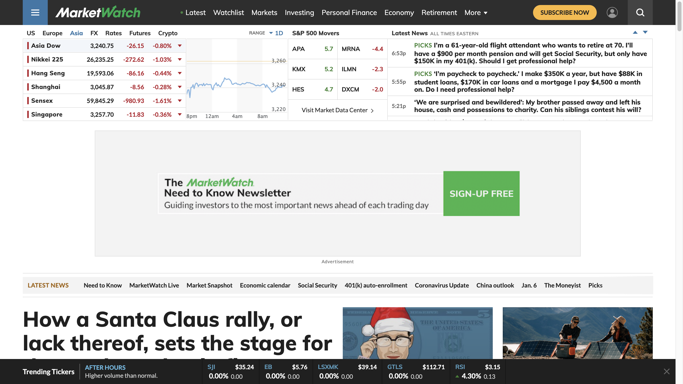 MarketWatch
Latest Watchlist Markets Investing Personal Finance Economy Retirement More
SUBSCRIBE NOW
US Europe Asia FX Rates Futures Crypto
RANGE 1D
Asia Dow 3,240.75 -26.15 -0.80%
Nikkei 225 26,235.25 -272.62 -1.03%
Hang Seng 19,593.06 -86.16 -0.44%
Shanghai 3,045.87 -8.56 -0.28%
Sensex 59,845.29 -980.93 -1.61%
Singapore 3,257.70 -11.83 -0.36%
3,260
3,240
3,220
8pm 12am 4am 8am
S&P 500 Movers
APA 5.7 MRNA -4.4
KMX 5.2 ILMN -2.3
HES 4.7 DXCM -2.0
Visit Market Data Center
Latest News ALL TIMES EASTERN
6:53p PICKS I'm a 61-year-old flight attendant who wants to retire at 70. I'll
have a $900 per month pension and will get Social Security, but only have
$150K in my 401(k). Should I get professional help?
5:55p PICKS 'I'm paycheck to paycheck.' I make $350K a year, but have $88K in
student loans, $170K in car loans and a mortgage I pay $4,500 a month
on. Do I need professional help?
5:21p 'We are surprised and bewildered': My brother passed away and left his
house, cash and possessions to charity. Can his siblings contest his will?
The MarketWatch
Need to Know Newsletter
Guiding investors to the most important news ahead of each trading day
SIGN-UP FREE
Advertisement
LATEST NEWS Need to Know MarketWatch Live Market Snapshot Economic calendar Social Security 401(k) auto-enrollment Coronavirus Update China outlook Jan. 6 The Moneyist Picks
How a Santa Claus rally, or
lack thereof, sets the stage for
Trending Tickers
AFTER HOURS
Higher volume than normal.
SJI $35.24
0.00% 0.00
EB $5.76
0.00% 0.00
LSXMK $39.14
0.00% 0.00
GTLS $112.71
0.00% 0.00
RSI $3.15
4.30% 0.13